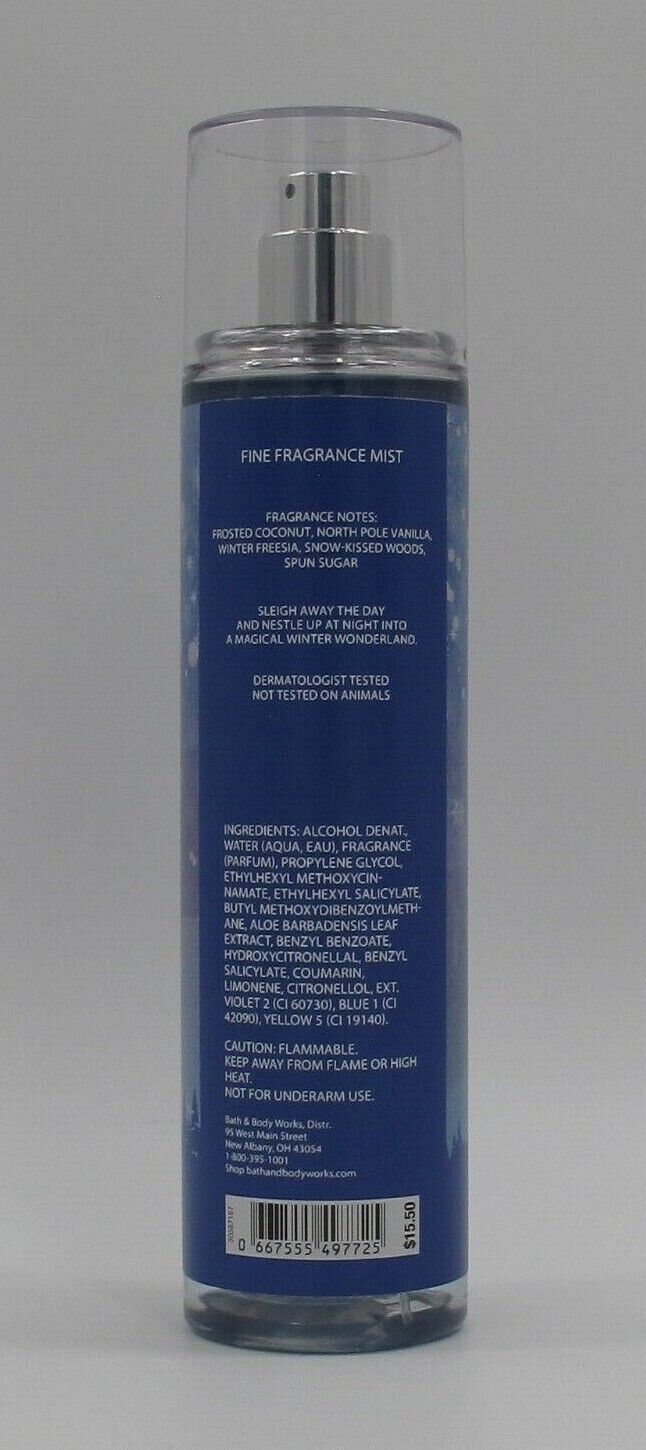 FINE FRAGRANCE MIST
FRAGRANCE NOTES:
FROSTED COCONUT, NORTH POLE VANILLA,
WINTER FREESIA, SNOW-KISSED WOODS,
SPUN SUGAR
SLEIGH AWAY THE DAY
AND NESTLE UP AT NIGHT INTO
A MAGICAL WINTER WONDERLAND.
DERMATOLOGIST TESTED
NOT TESTED ON ANIMALS
INGREDIENTS: ALCOHOL DENAT.,
WATER (AQUA, EAU), FRAGRANCE
(PARFUM), PROPYLENE GLYCOL,
ETHYLHEXYL METHOXYCIN-
NAMATE, ETHYLHEXYL SALICYLATE,
BUTYL METHOXYDIBENZOYLMETH-
ANE, ALOE BARBADENSIS LEAF
EXTRACT, BENZYL BENZOATE,
HYDROXYCITRONELLAL, BENZYL
SALICYLATE, COUMARIN,
LIMONENE, CITRONELLOL, EXT.
VIOLET 2 (CI 60730), BLUE 1 (CI
42090), YELLOW 5 (CI 19140).
CAUTION: FLAMMABLE.
KEEP AWAY FROM FLAME OR HIGH
HEAT.
NOT FOR UNDERARM USE.
Bath & Body Works, Distr.
95 West Main Street
New Albany, OH 43054
1-800-395-1001
Shop bathandbodyworks.com
0 667555 497725
$15.50